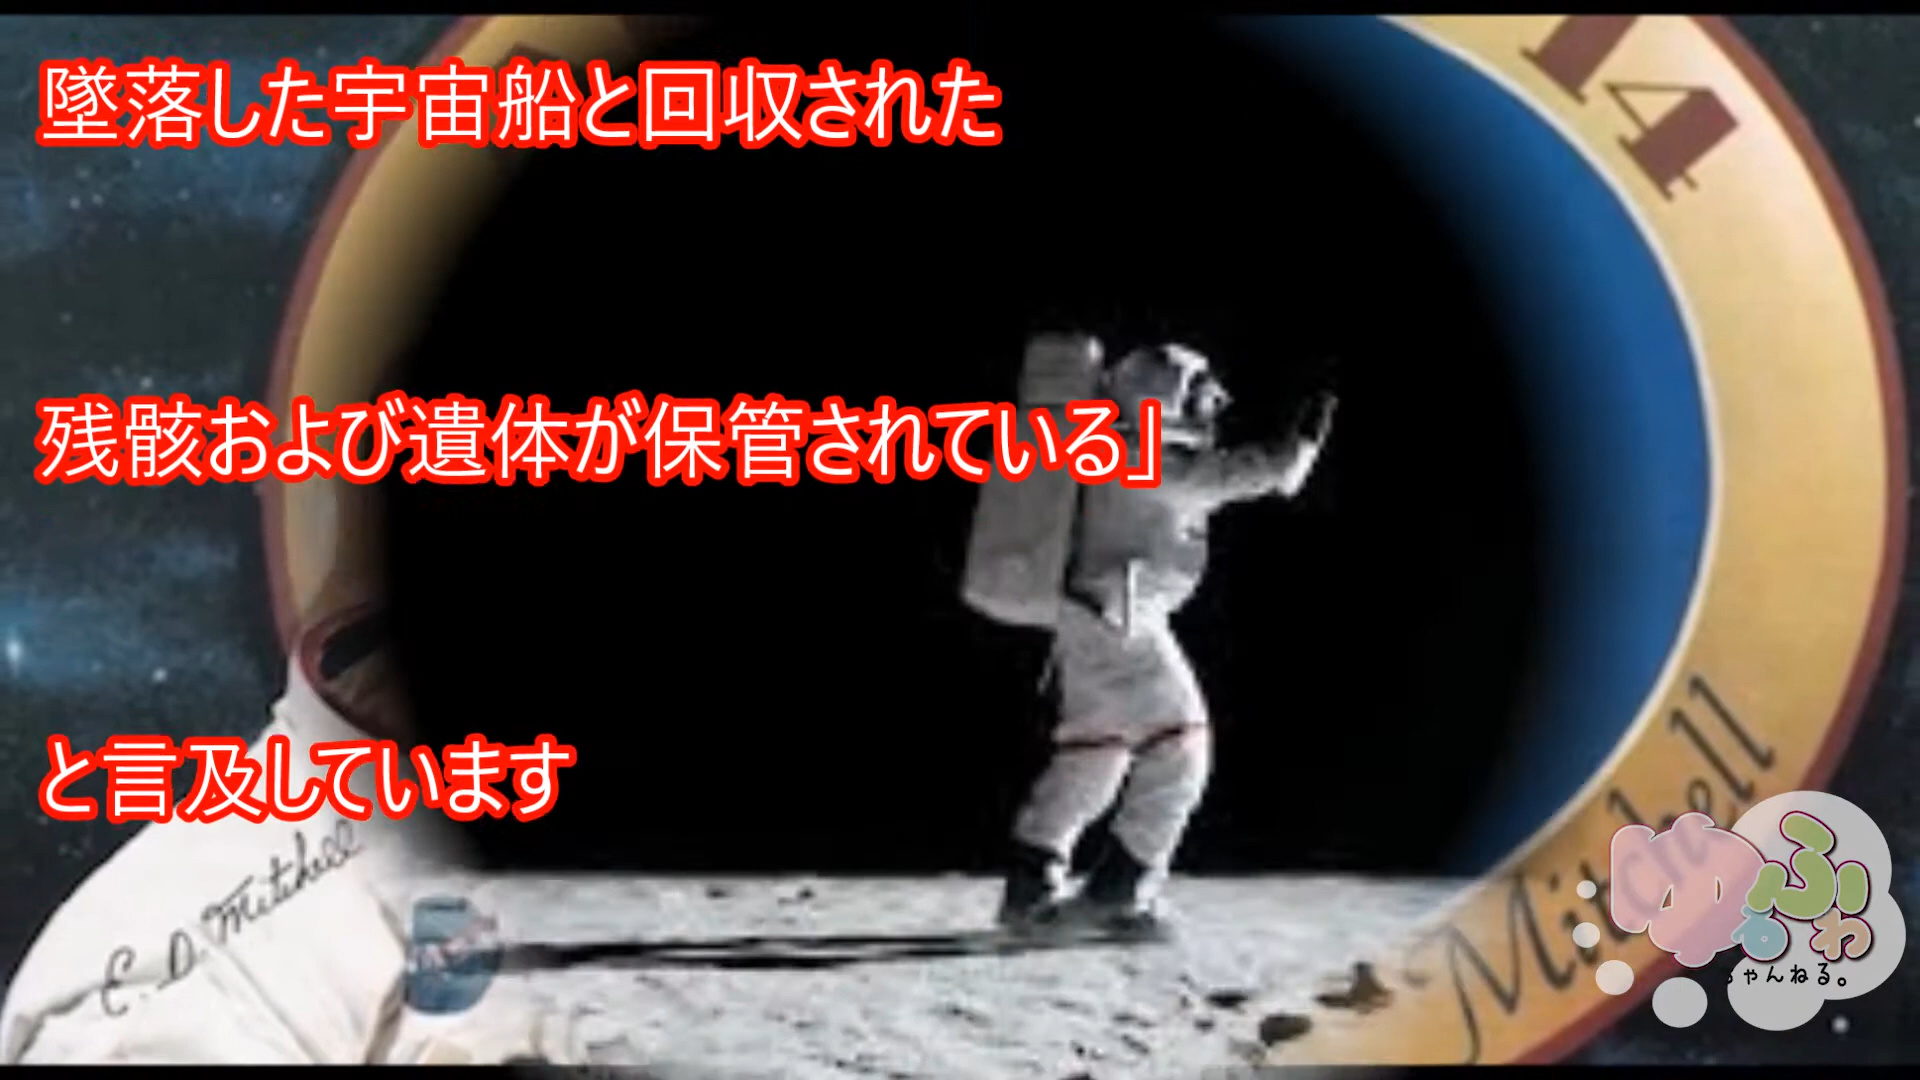 墜落した宇宙船と回収された
残骸および遺体が保管されている」
と言及しています
14
Mitchell
E. D. Mitchell
NASA
ゆるふわ
ちゃんねる。